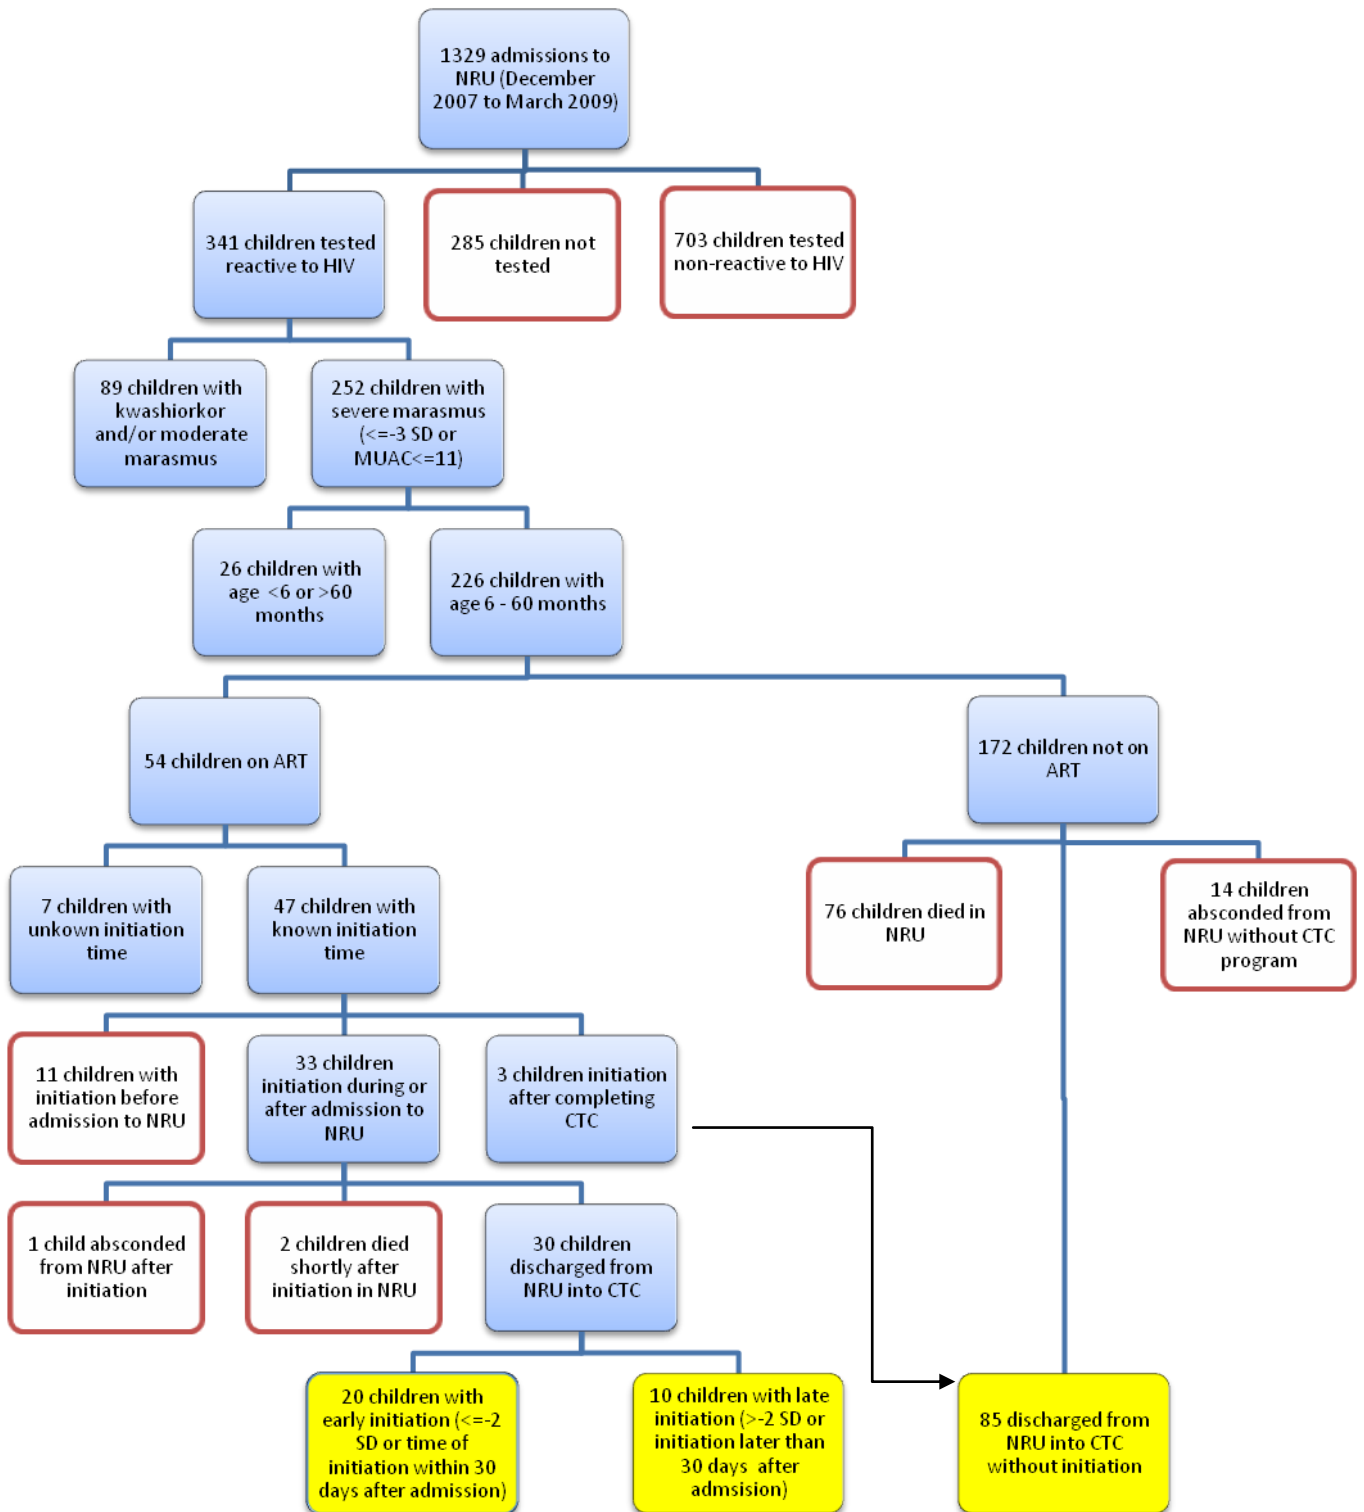 1329 admissions to
NRU (December
2007 to March 2009)
341 children tested
reactive to HIV
285 children not
tested
703 children tested
non-reactive to HIV
89 children with
kwashiorkor
and/or moderate
marasmus
252 children with
severe marasmus
(<=-3 SD or
MUAC<=11)
26 children with
age <6 or >60
months
226 children with
age 6 - 60 months
54 children on ART
172 children not on
ART
7 children with
unkown initiation
time
47 children with
known initiation
time
76 children died in
NRU
14 children
absconded from
NRU without CTC
program
11 children with
initiation before
admission to NRU
33 children
initiation during or
after admission to
NRU
3 children initiation
after completing
CTC
1 child absconded
from NRU after
initiation
2 children died
shortly after
initiation in NRU
30 children
discharged from
NRU into CTC
20 children with
early initiation (<=-2
SD or time of
initiation within 30
days after admission)
10 children with late
initiation (>-2 SD or
initiation later than
30 days after
admsision)
85 discharged from
NRU into CTC
without initiation